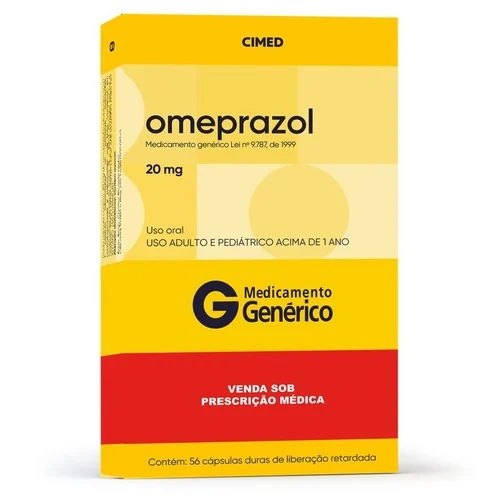 CIMED
omeprazol
Medicamento genérico Lei nº 9.787, de 1999
20 mg
Uso oral
USO ADULTO E PEDIÁTRICO ACIMA DE 1 ANO
G Medicamento
Genérico
VENDA SOB
PRESCRIÇÃO MÉDICA
Contém: 56 cápsulas duras de liberação retardada